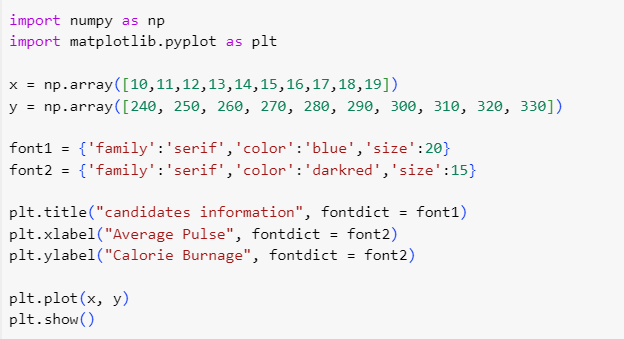 import numpy as np
import matplotlib.pyplot as plt
x = np.array([10,11,12,13,14,15,16,17,18,19])
y = np.array([240, 250, 260, 270, 280, 290, 300, 310, 320, 330])
font1 = {'family':'serif','color':'blue','size':20}
font2 = {'family':'serif','color':'darkred','size':15}
plt.title("candidates information", fontdict = font1)
plt.xlabel("Average Pulse", fontdict = font2)
plt.ylabel("Calorie Burnage", fontdict = font2)
plt.plot(x, y)
plt.show()